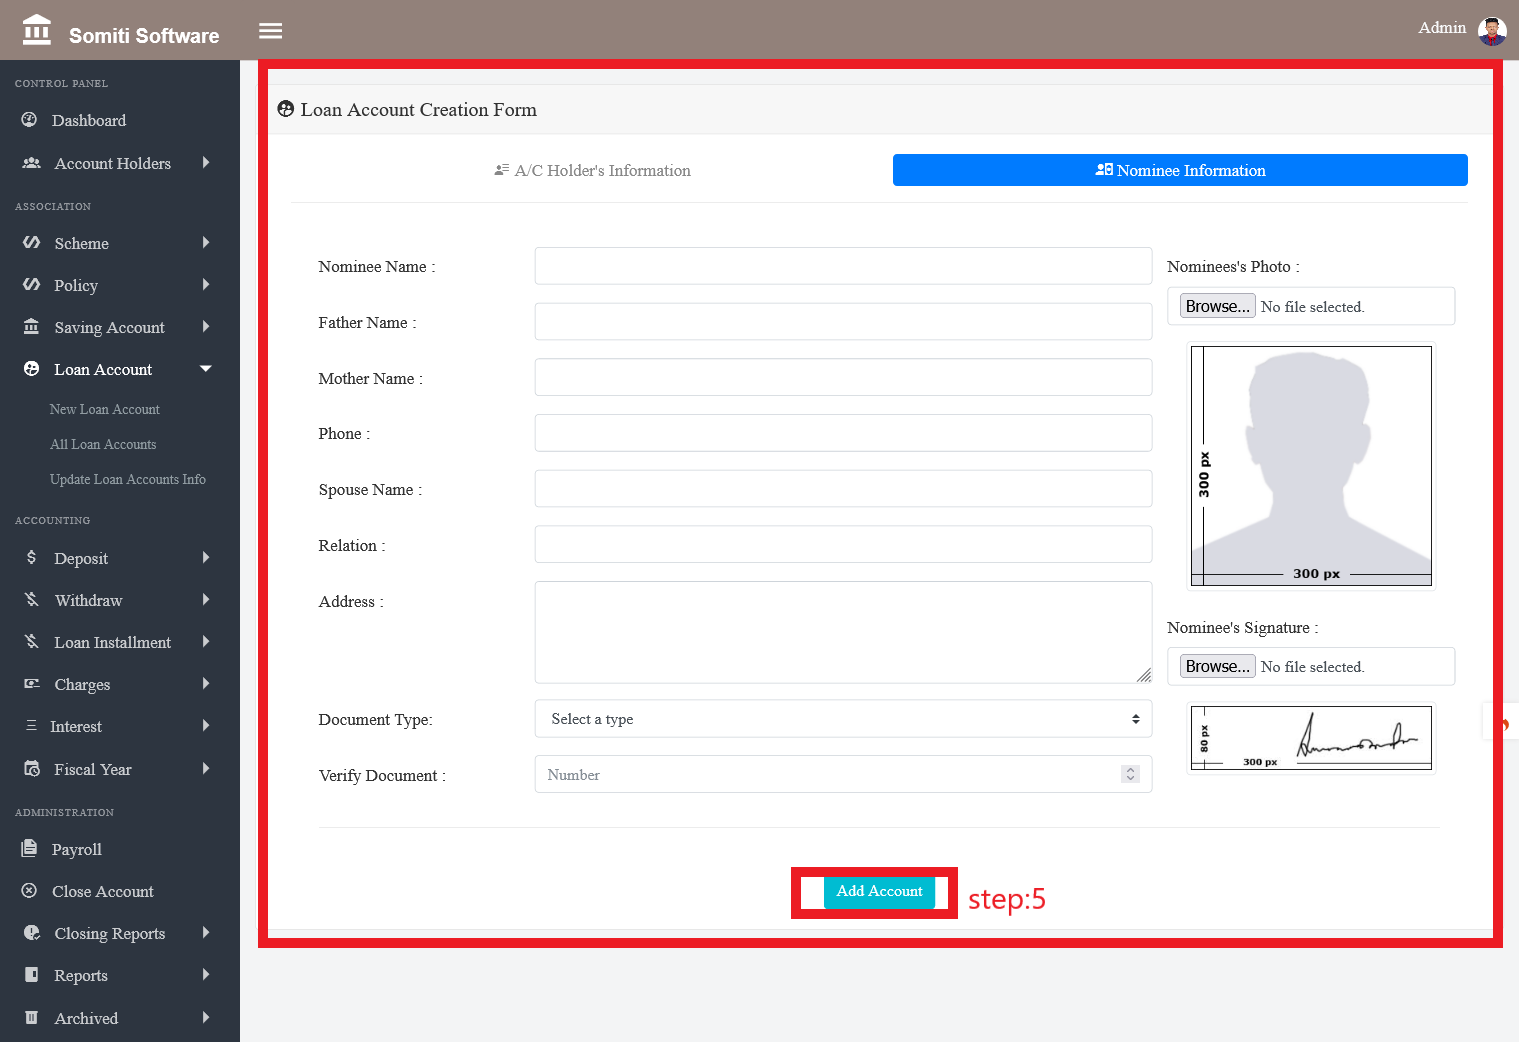 Somiti Software
Admin
CONTROL PANEL
Dashboard
Account Holders
ASSOCIATION
Scheme
Policy
Saving Account
Loan Account
New Loan Account
All Loan Accounts
Update Loan Accounts Info
ACCOUNTING
Deposit
Withdraw
Loan Installment
Charges
Interest
Fiscal Year
ADMINISTRATION
Payroll
Close Account
Closing Reports
Reports
Archived
Loan Account Creation Form
A/C Holder's Information
Nominee Information
Nominee Name :
Father Name :
Mother Name :
Phone :
Spouse Name :
Relation :
Address :
Document Type:
Select a type
Verify Document :
Number
Nominees's Photo :
Browse... No file selected.
300 px
300 px
Nominee's Signature :
Browse... No file selected.
80 px
300 px
Add Account
step:5